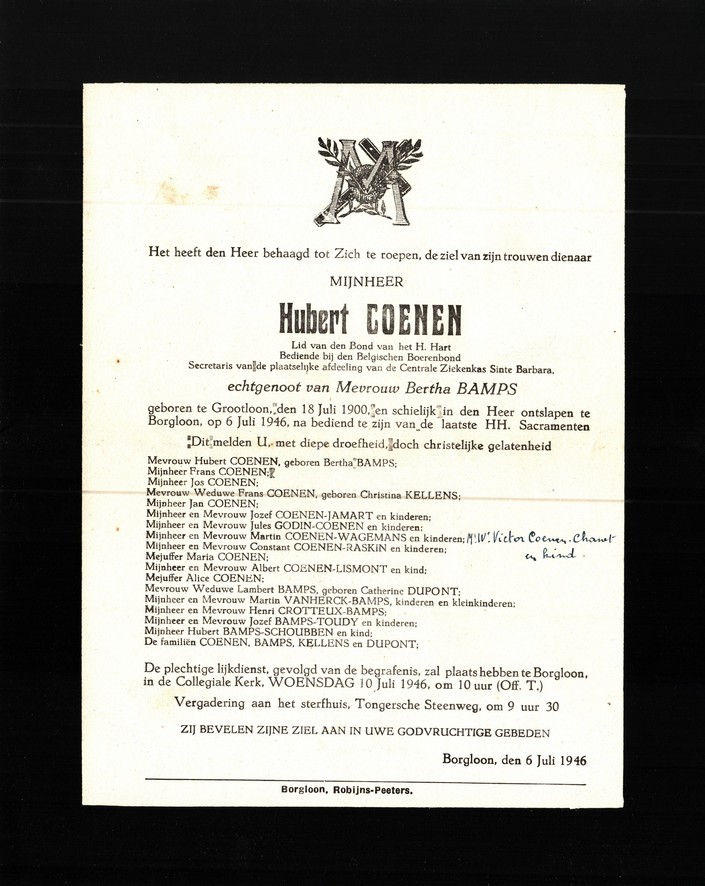 Het heeft den Heer behaagd tot Zich te roepen, de ziel van zijn trouwen dienaar
MIJNHEER
Hubert COENEN
Lid van den Bond van het H. Hart
Bediende bij den Belgischen Boerenbond
Secretaris van de plaatselijke afdeeling van de Centrale Ziekenkas Sinte Barbara,
echtgenoot van Mevrouw Bertha BAMPS
geboren te Grootloon, den 18 Juli 1900, en schielijk in den Heer ontslapen te
Borgloon, op 6 Juli 1946, na bediend te zijn van de laatste HH. Sacramenten
Dit melden U, met diepe droefheid, doch christelijke gelatenheid
Mevrouw Hubert COENEN, geboren Bertha BAMPS;
Mijnheer Frans COENEN;
Mijnheer Jos COENEN;
Mevrouw Weduwe Frans COENEN, geboren Christina KELLENS;
Mijnheer Jan COENEN;
Mijnheer en Mevrouw Jozef COENEN-JAMART en kinderen;
Mijnheer en Mevrouw Jules GODIN-COENEN en kinderen;
Mijnheer en Mevrouw Martin COENEN-WAGEMANS en kinderen; Mr Wr Victor Coenen-
en kind.
Mijnheer en Mevrouw Constant COENEN-RASKIN en kinderen;
Mejuffer Maria COENEN;
Mijnheer en Mevrouw Albert COENEN-LISMONT en kind;
Mejuffer Alice COENEN;
Mevrouw Weduwe Lambert BAMPS, geboren Catherine DUPONT;
Mijnheer en Mevrouw Martin VANHERCK-BAMPS, kinderen en kleinkinderen;
Mijnheer en Mevrouw Henri CROTTEUX-BAMPS;
Mijnheer en Mevrouw Jozef BAMPS-TOUDY en kinderen;
Mijnheer Hubert BAMPS-SCHOUBBEN en kind;
De familiën COENEN, BAMPS, KELLENS en DUPONT;
De plechtige lijkdienst, gevolgd van de begrafenis, zal plaats hebben te Borgloon,
in de Collegiale Kerk, WOENSDAG 10 Juli 1946, om 10 uur (Off. T.)
Vergadering aan het sterfhuis, Tongersche Steenweg, om 9 uur 30
ZIJ BEVELEN ZIJNE ZIEL AAN IN UWE GODVRUCHTIGE GEBEDEN
Borgloon, den 6 Juli 1946
Borgloon, Robijns-Peeters.